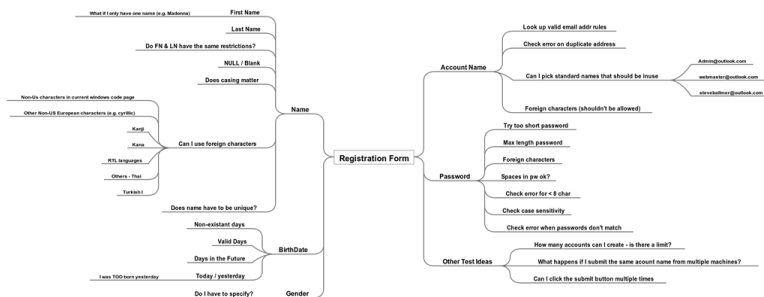 Registration Form
Name
First Name
What if I only have one name (e.g. Madonna)
Last Name
Do FN & LN have the same restrictions?
NULL / Blank
Does casing matter
Can I use foreign characters
Non-Us characters in current windows code page
Other Non-US European characters (e.g. cyrillic)
Kanji
Kana
RTL languages
Others - Thai
Turkish I
Does name have to be unique?
BirthDate
Non-existant days
Valid Days
Days in the Future
Today / yesterday
I was TOO born yesterday
Gender
Do I have to specify?
Account Name
Look up valid email addr rules
Check error on duplicate address
Can I pick standard names that should be inuse
Admin@outlook.com
webmaster@outlook.com
steveballmer@outlook.com
Foreign characters (shouldn't be allowed)
Password
Try too short password
Max length password
Foreign characters
Spaces in pw ok?
Check error for < 8 char
Check case sensitivity
Check error when passwords don't match
Other Test Ideas
How many accounts can I create - is there a limit?
What happens if I submit the same acount name from multiple machines?
Can I click the submit button multiple times